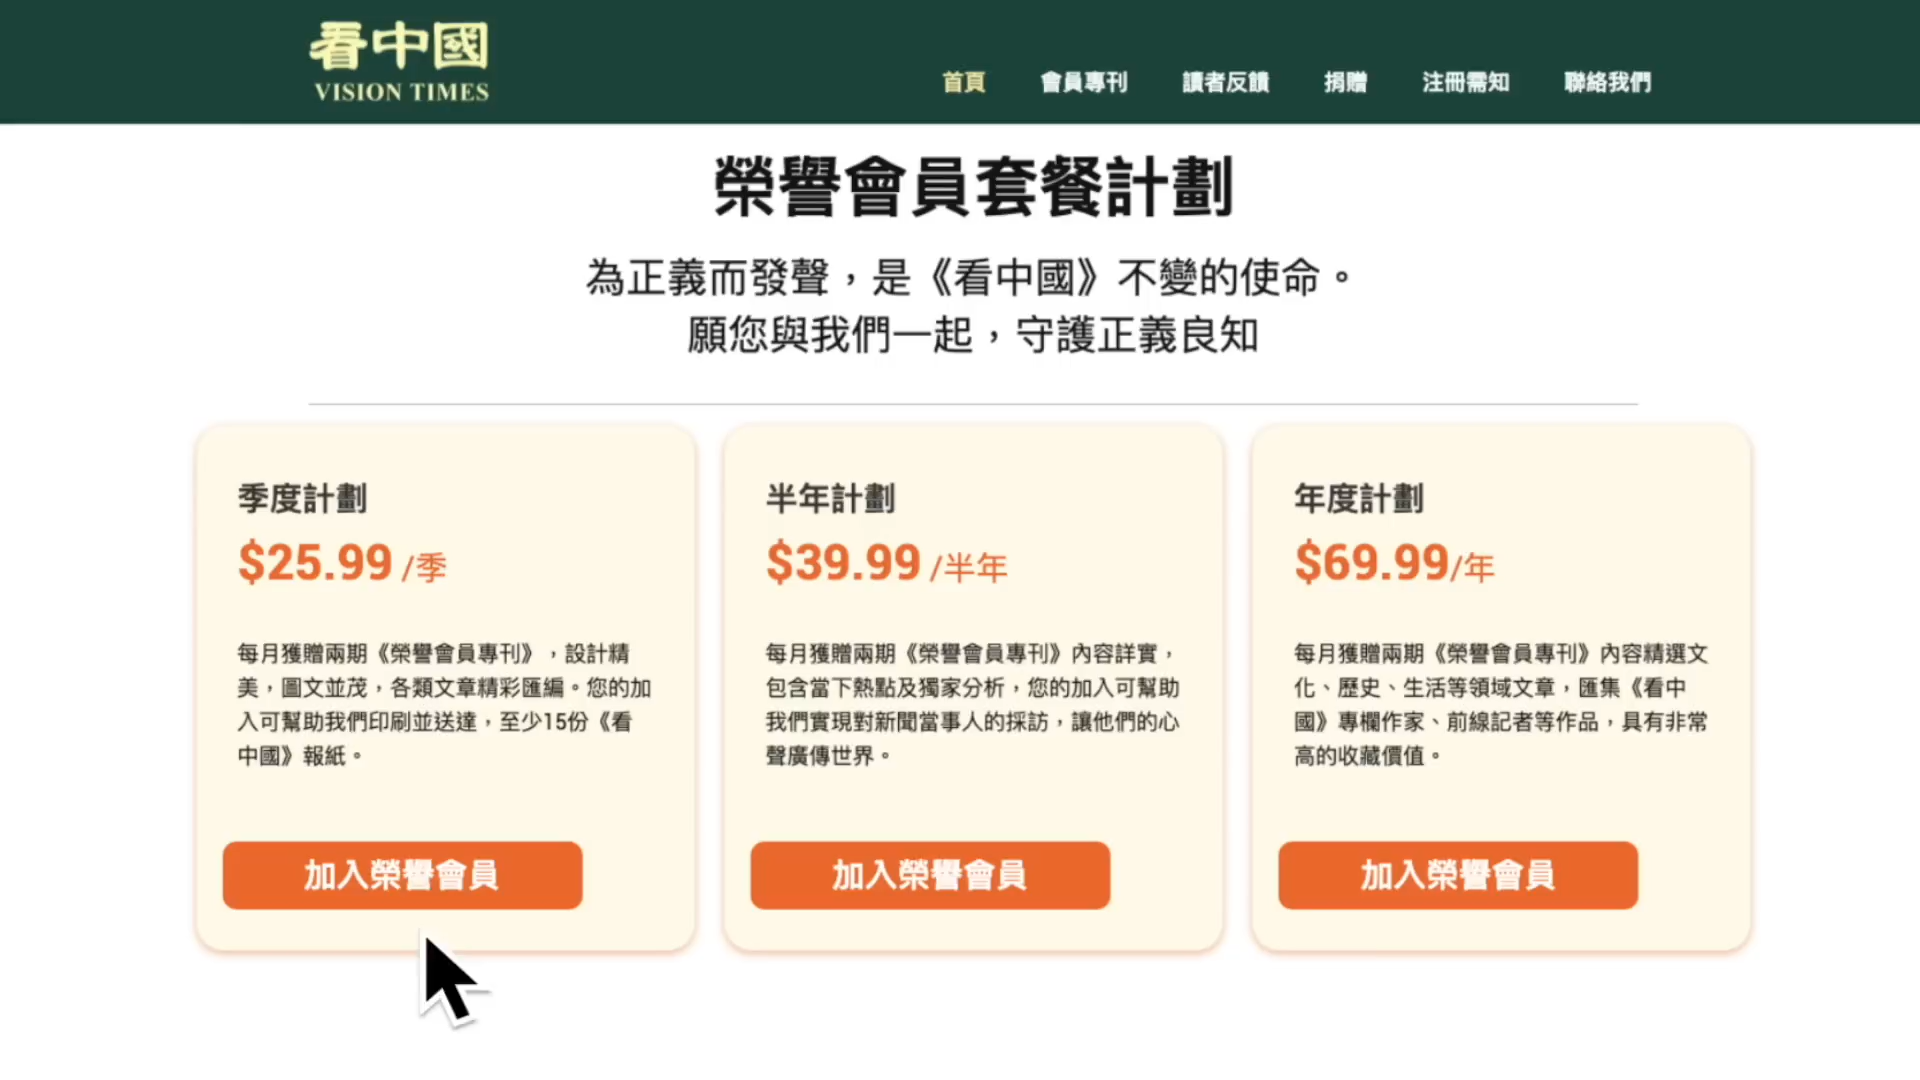 看中國
VISION TIMES
首頁 會員專刊 讀者反饋 捐贈 注冊需知 聯絡我們
榮譽會員套餐計劃
為正義而發聲，是《看中國》不變的使命。
願您與我們一起，守護正義良知
季度計劃
$25.99 /季
每月獲贈兩期《榮譽會員專刊》，設計精
美，圖文並茂，各類文章精彩匯編。您的加
入可幫助我們印刷並送達，至少15份《看
中國》報紙。
加入榮譽會員
半年計劃
$39.99 /半年
每月獲贈兩期《榮譽會員專刊》內容詳實，
包含當下熱點及獨家分析，您的加入可幫助
我們實現對新聞當事人的採訪，讓他們的心
聲廣傳世界。
加入榮譽會員
年度計劃
$69.99/年
每月獲贈兩期《榮譽會員專刊》內容精選文
化、歷史、生活等領域文章，匯集《看中
國》專欄作家、前線記者等作品，具有非常
高的收藏價值。
加入榮譽會員